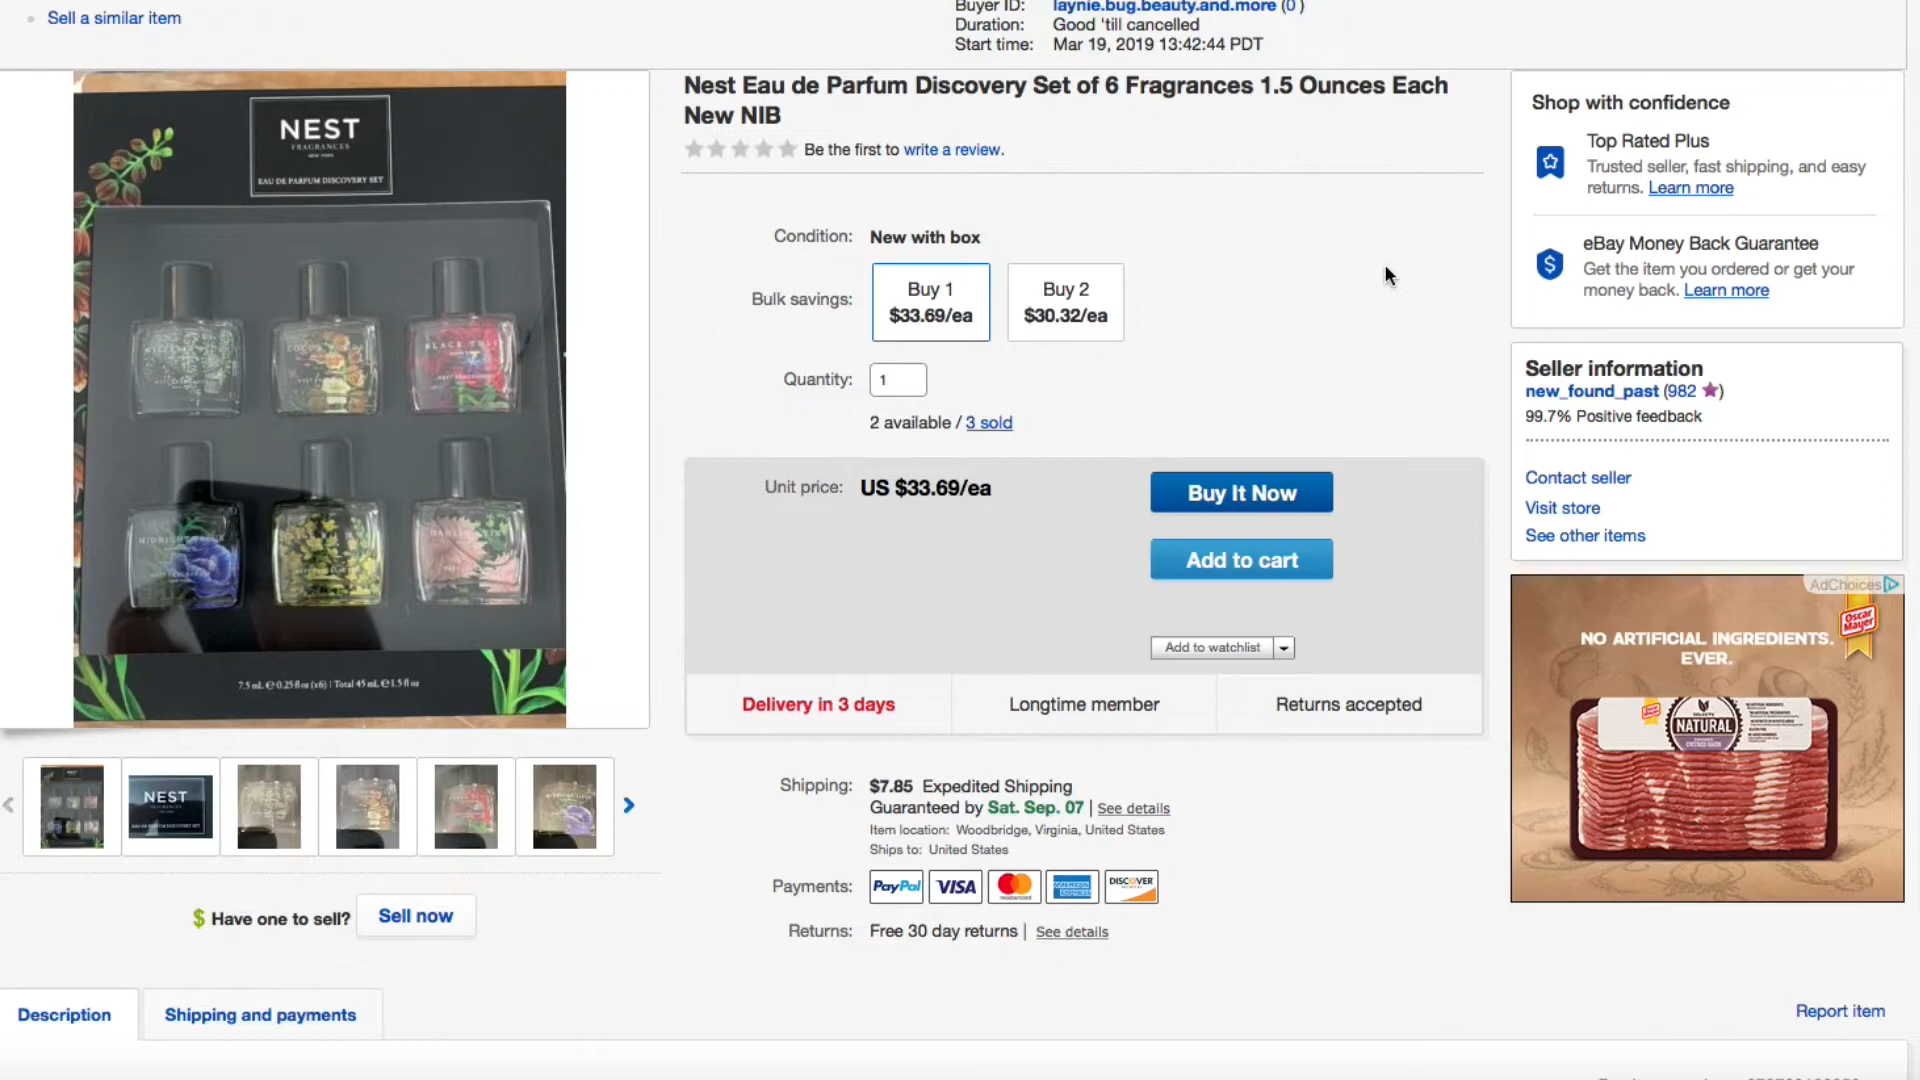 Sell a similar item
Buyer ID: laynie.bug.beauty.and.more (0 )
Duration: Good 'till cancelled
Start time: Mar 19, 2019 13:42:44 PDT
NEST
FRAGRANCES
NEW YORK
EAU DE PARFUM DISCOVERY SET
BLACK TULIP
7.5 mL ℮ 0.25 fl oz (x6) | Total 45 mL ℮ 1.5 fl oz
NEST
Have one to sell? Sell now
Nest Eau de Parfum Discovery Set of 6 Fragrances 1.5 Ounces Each
New NIB
Be the first to write a review.
Condition: New with box
Bulk savings:
Buy 1
$33.69/ea
Buy 2
$30.32/ea
Quantity: 1
2 available / 3 sold
Unit price: US $33.69/ea
Buy It Now
Add to cart
Add to watchlist
Delivery in 3 days
Longtime member
Returns accepted
Shipping: $7.85 Expedited Shipping
Guaranteed by Sat. Sep. 07 | See details
Item location: Woodbridge, Virginia, United States
Ships to: United States
Payments: PayPal VISA mastercard AMERICAN EXPRESS DISCOVER
Returns: Free 30 day returns | See details
Shop with confidence
Top Rated Plus
Trusted seller, fast shipping, and easy
returns. Learn more
eBay Money Back Guarantee
Get the item you ordered or get your
money back. Learn more
Seller information
new_found_past (982 )
99.7% Positive feedback
Contact seller
Visit store
See other items
AdChoices
Oscar
Mayer
NO ARTIFICIAL INGREDIENTS.
EVER.
SELECTS
NATURAL
Description
Shipping and payments
Report item